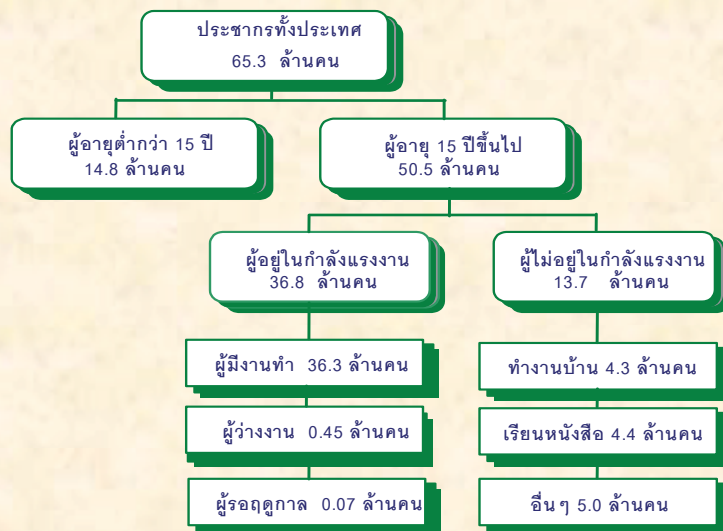 ประชากรทั้งประเทศ
65.3 ล้านคน
ผู้อายุต่ำกว่า 15 ปี
14.8 ล้านคน
ผู้อายุ 15 ปีขึ้นไป
50.5 ล้านคน
ผู้อยู่ในกำลังแรงงาน
36.8 ล้านคน
ผู้ไม่อยู่ในกำลังแรงงาน
13.7 ล้านคน
ผู้มีงานทำ 36.3 ล้านคน
ทำงานบ้าน 4.3 ล้านคน
ผู้ว่างงาน 0.45 ล้านคน
เรียนหนังสือ 4.4 ล้านคน
ผู้รอฤดูกาล 0.07 ล้านคน
อื่นๆ 5.0 ล้านคน